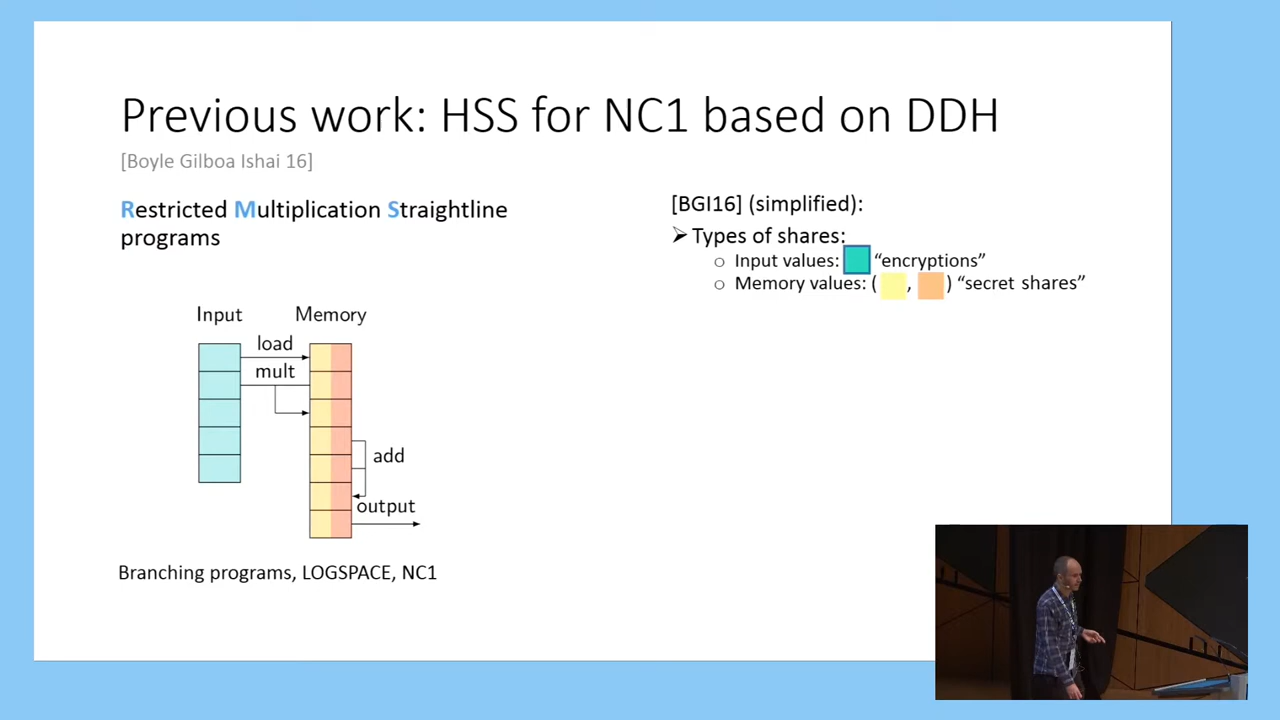 Previous work: HSS for NC1 based on DDH
[Boyle Gilboa Ishai 16]
Restricted Multiplication Straightline
programs
Input
Memory
load
mult
add
output
Branching programs, LOGSPACE, NC1
[BGI16] (simplified):
➤ Types of shares:
○ Input values: “encryptions”
○ Memory values: ( , ) “secret shares”